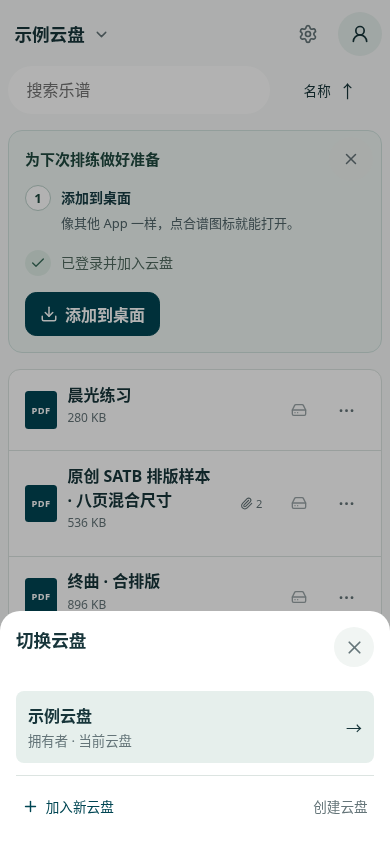 示例云盘
搜索乐谱
名称 ↑
为下次排练做好准备
1
添加到桌面
像其他 App 一样，点合谱图标就能打开。
已登录并加入云盘
添加到桌面
PDF
晨光练习
280 KB
PDF
原创 SATB 排版样本
· 八页混合尺寸
536 KB
2
PDF
终曲 · 合排版
896 KB
切换云盘
示例云盘
拥有者 · 当前云盘
→
加入新云盘
创建云盘